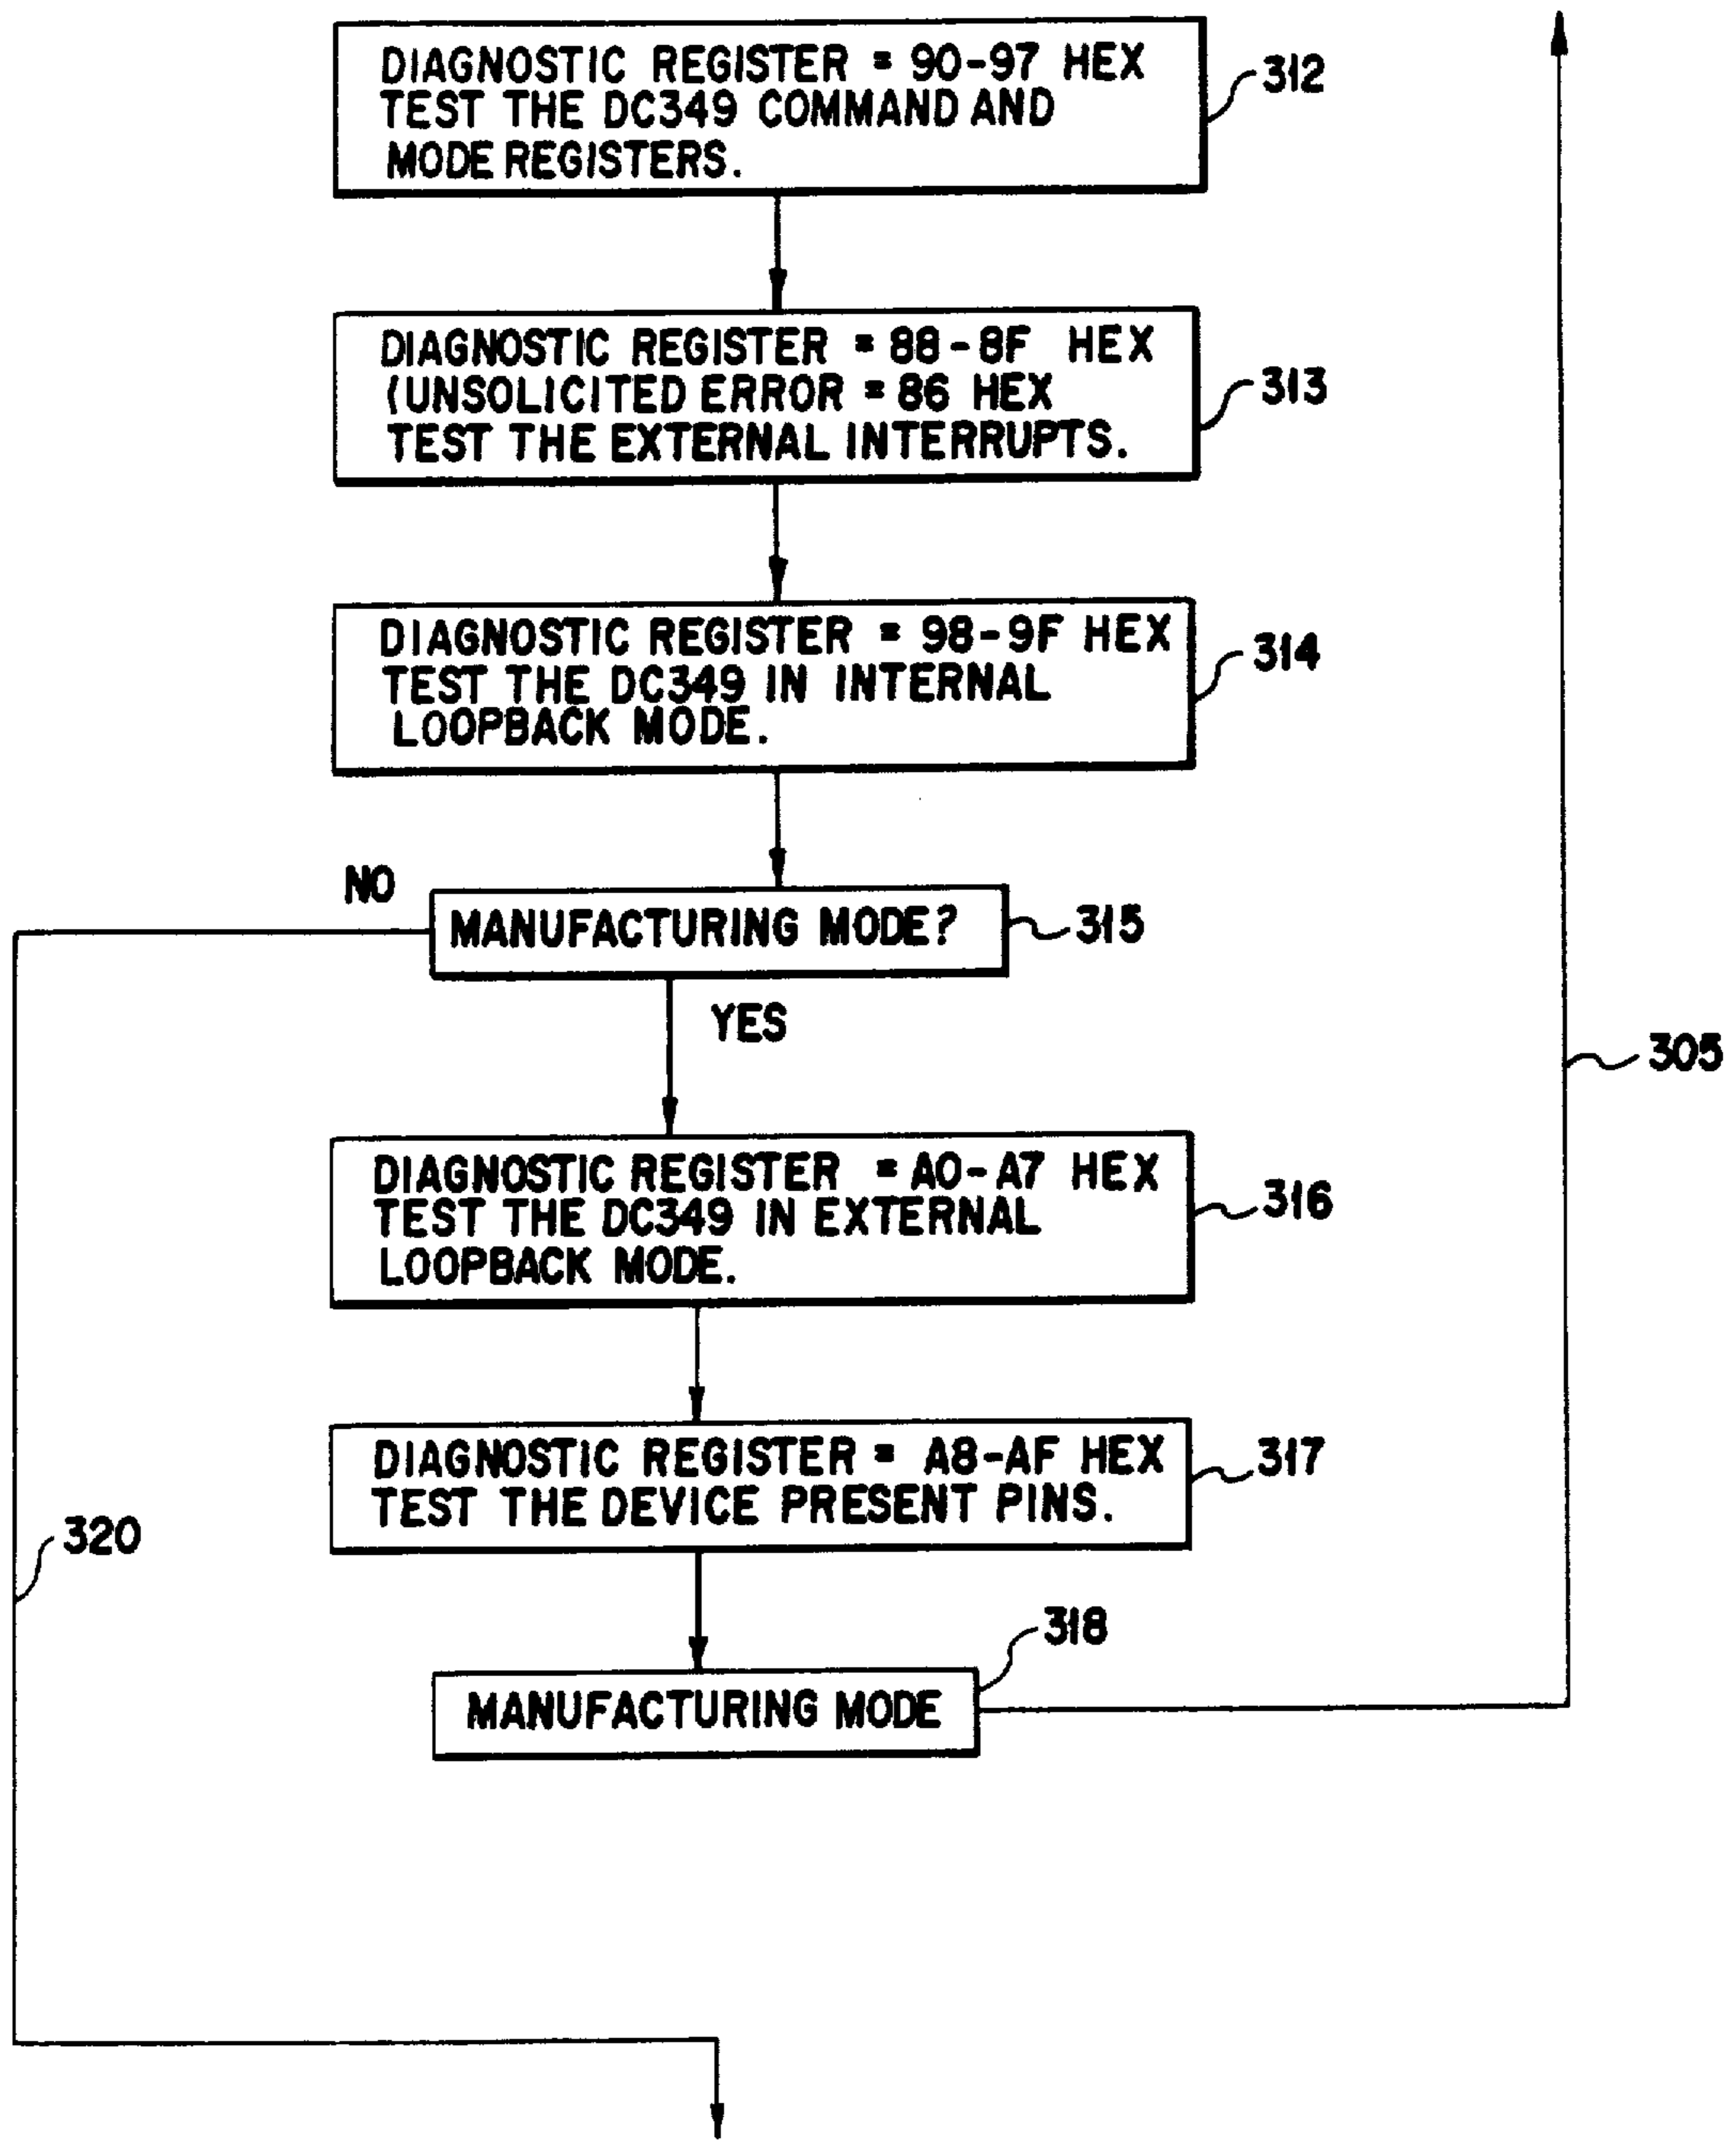 DIAGNOSTIC REGISTER = 90-97 HEX
TEST THE DC349 COMMAND AND
MODE REGISTERS.
312
DIAGNOSTIC REGISTER = 88-8F HEX
(UNSOLICITED ERROR = 86 HEX
TEST THE EXTERNAL INTERRUPTS.
313
DIAGNOSTIC REGISTER = 98-9F HEX
TEST THE DC349 IN INTERNAL
LOOPBACK MODE.
314
NO
MANUFACTURING MODE?
315
YES
305
DIAGNOSTIC REGISTER = A0-A7 HEX
TEST THE DC349 IN EXTERNAL
LOOPBACK MODE.
316
DIAGNOSTIC REGISTER = A8-AF HEX
TEST THE DEVICE PRESENT PINS.
317
320
318
MANUFACTURING MODE